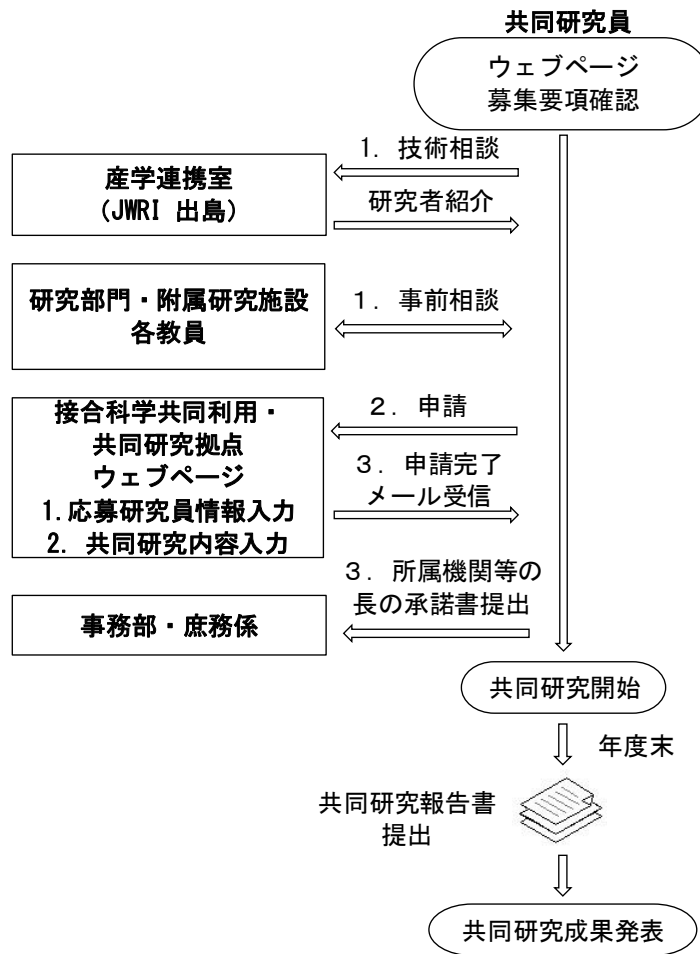 共同研究員
ウェブページ
募集要項確認
1. 技術相談
産学連携室
(JWRI 出島)
研究者紹介
研究部門・附属研究施設
各教員
1. 事前相談
接合科学共同利用・
共同研究拠点
ウェブページ
1.応募研究員情報入力
2. 共同研究内容入力
2. 申請
3. 申請完了
メール受信
3. 所属機関等の
長の承諾書提出
事務部・庶務係
共同研究開始
年度末
共同研究報告書
提出
共同研究成果発表